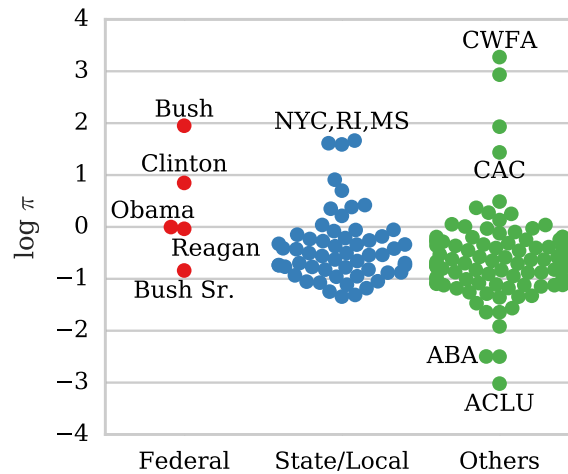 4
CWFA
3
2
Bush
NYC,RI,MS
1
Clinton
CAC
log π
0
Obama
Reagan
−1
Bush Sr.
−2
ABA
−3
ACLU
−4
Federal State/Local Others